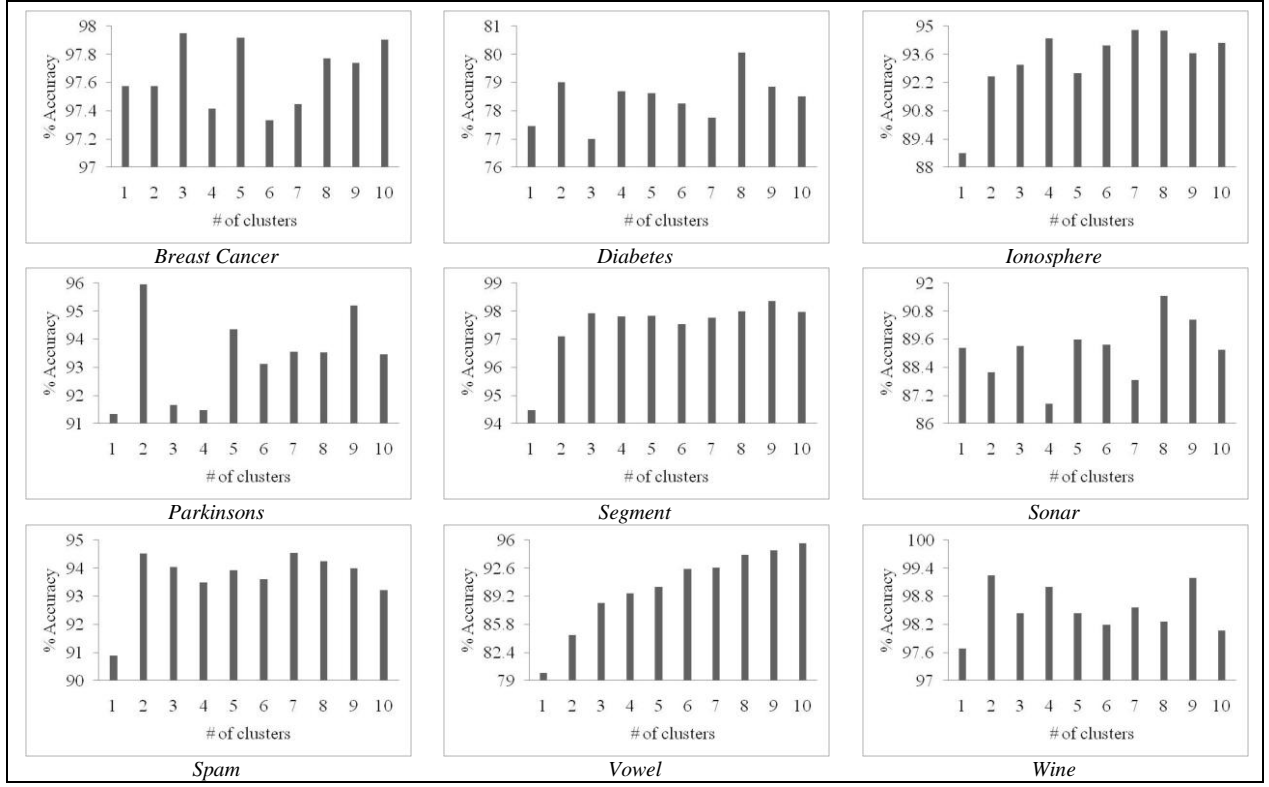 % Accuracy
98
97.8
97.6
97.4
97.2
97
1 2 3 4 5 6 7 8 9 10
# of clusters
Breast Cancer
% Accuracy
81
80
79
78
77
76
1 2 3 4 5 6 7 8 9 10
# of clusters
Diabetes
% Accuracy
95
93.6
92.2
90.8
89.4
88
1 2 3 4 5 6 7 8 9 10
# of clusters
Ionosphere
% Accuracy
96
95
94
93
92
91
1 2 3 4 5 6 7 8 9 10
# of clusters
Parkinsons
% Accuracy
99
98
97
96
95
94
1 2 3 4 5 6 7 8 9 10
# of clusters
Segment
% Accuracy
92
90.8
89.6
88.4
87.2
86
1 2 3 4 5 6 7 8 9 10
# of clusters
Sonar
% Accuracy
95
94
93
92
91
90
1 2 3 4 5 6 7 8 9 10
# of clusters
Spam
% Accuracy
96
92.6
89.2
85.8
82.4
79
1 2 3 4 5 6 7 8 9 10
# of clusters
Vowel
% Accuracy
100
99.4
98.8
98.2
97.6
97
1 2 3 4 5 6 7 8 9 10
# of clusters
Wine